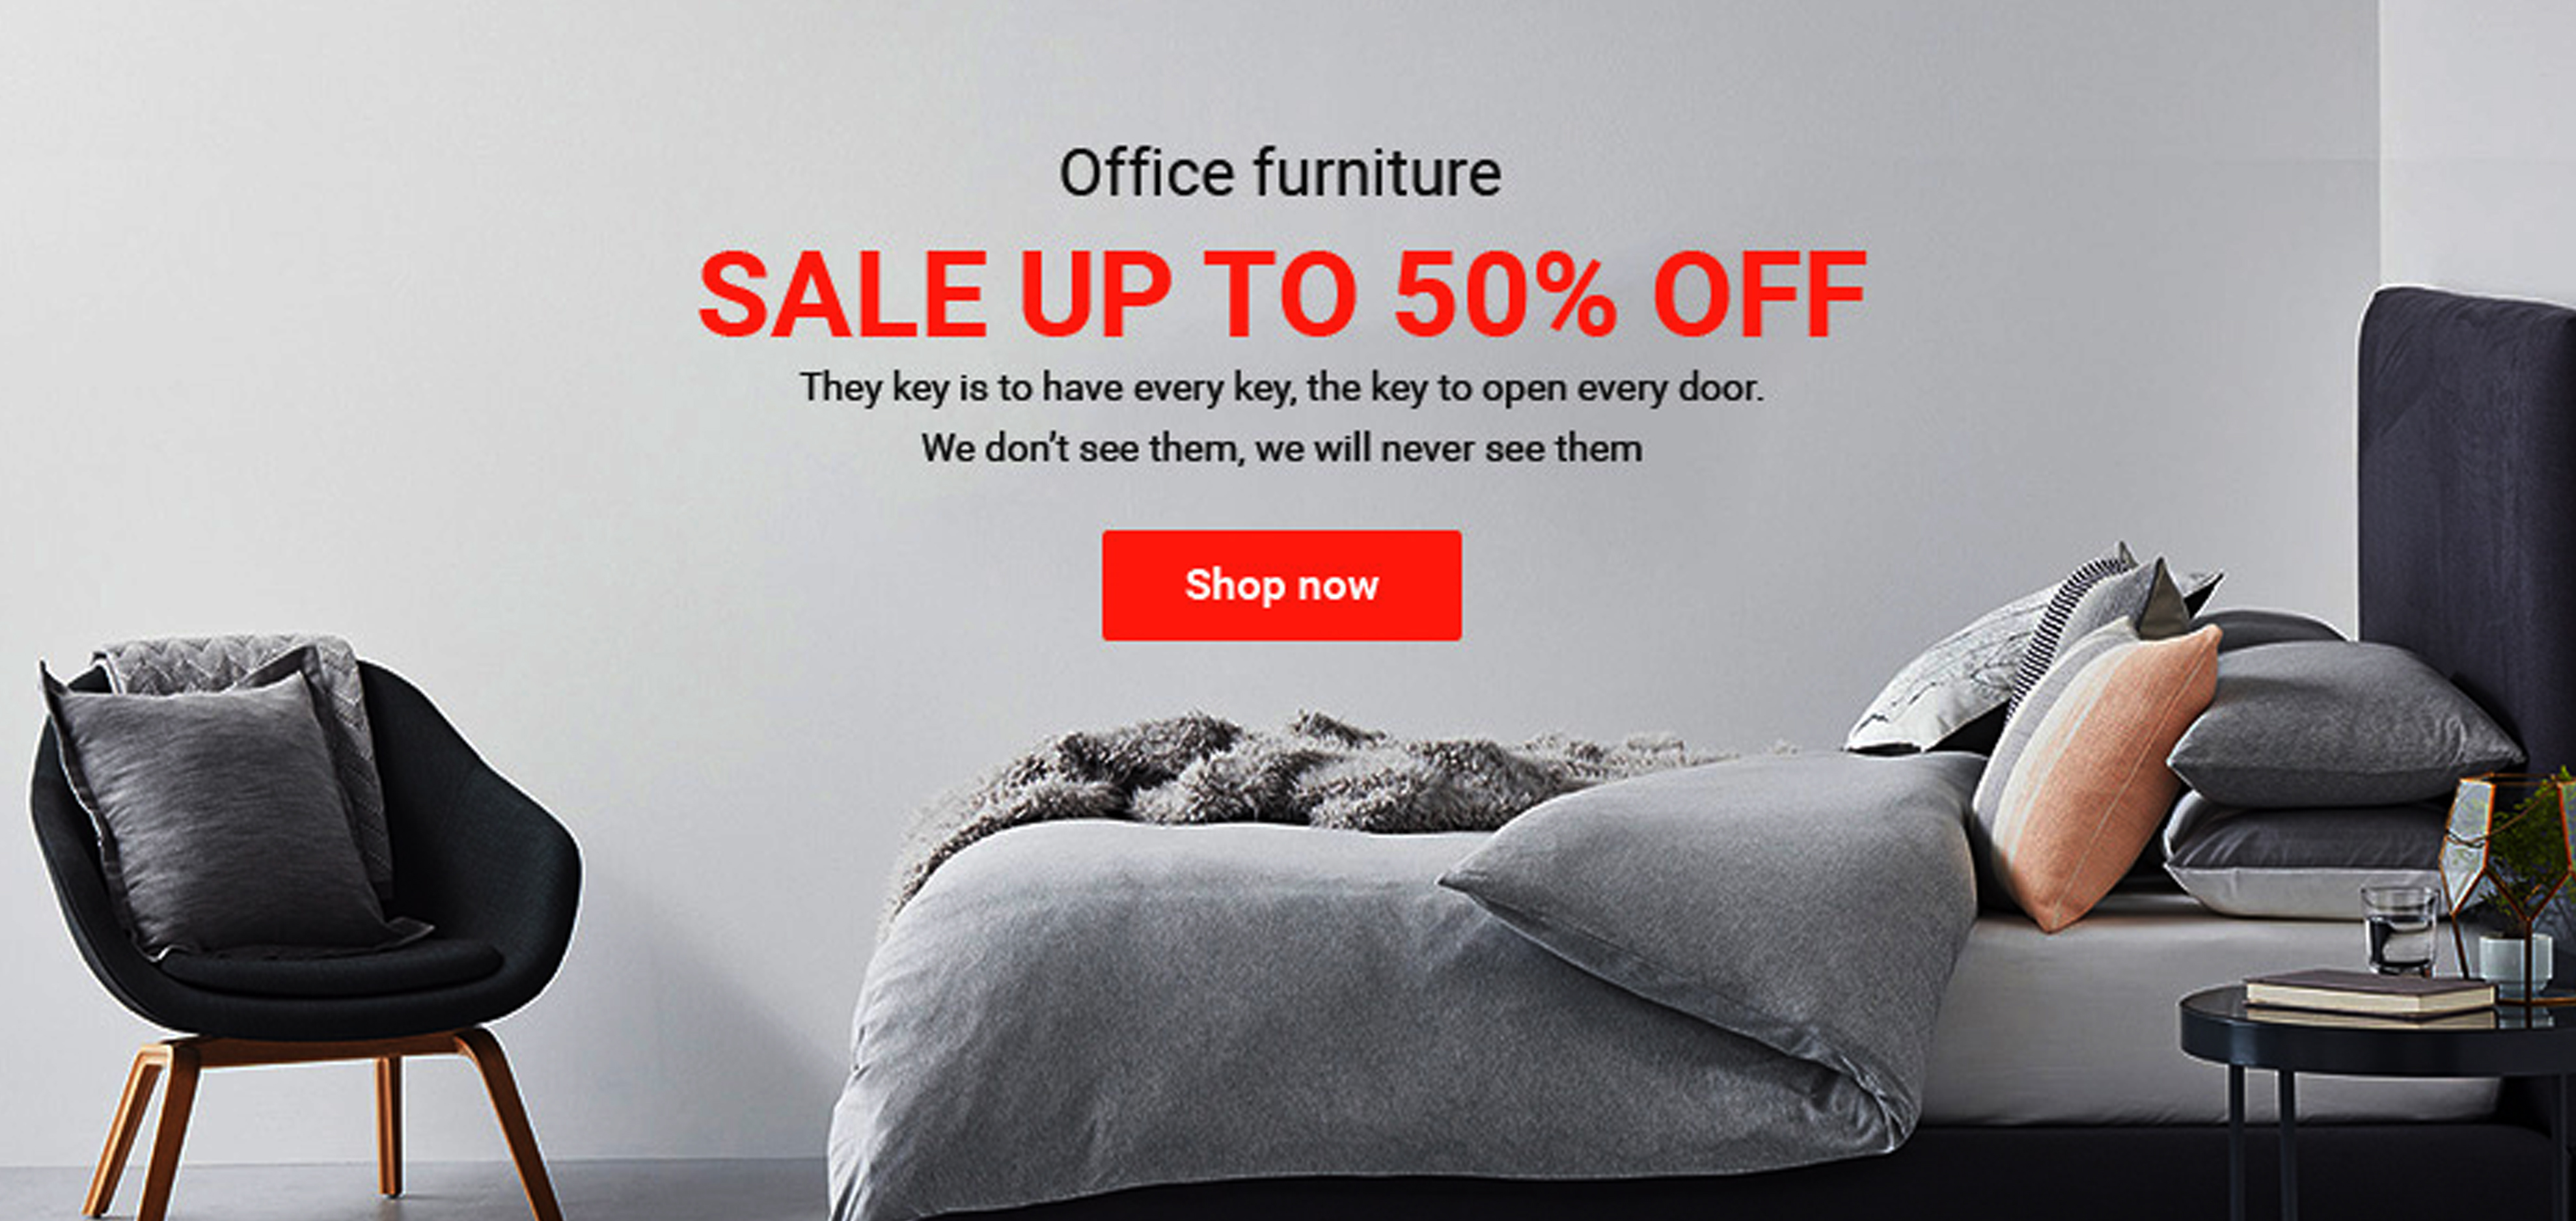 Office furniture
SALE UP TO 50% OFF
They key is to have every key, the key to open every door.
We don't see them, we will never see them
Shop now